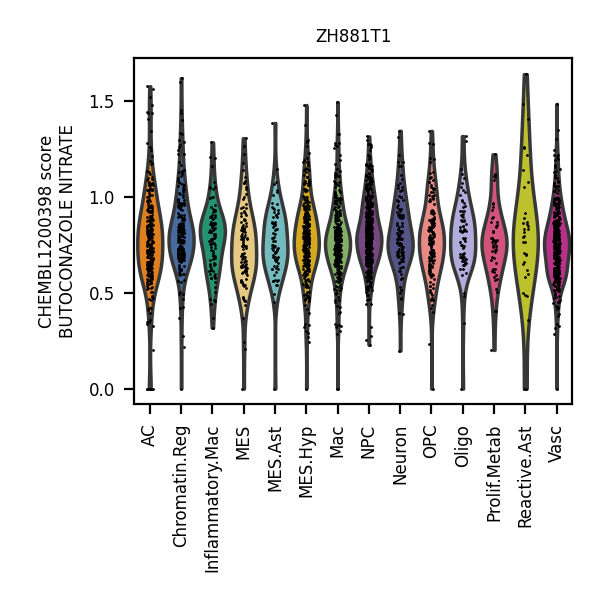 ZH881T1
CHEMBL1200398 score
BUTOCONAZOLE NITRATE
1.5
1.0
0.5
0.0
AC
Chromatin.Reg
Inflammatory.Mac
MES
MES.Ast
MES.Hyp
Mac
NPC
Neuron
OPC
Oligo
Prolif.Metab
Reactive.Ast
Vasc